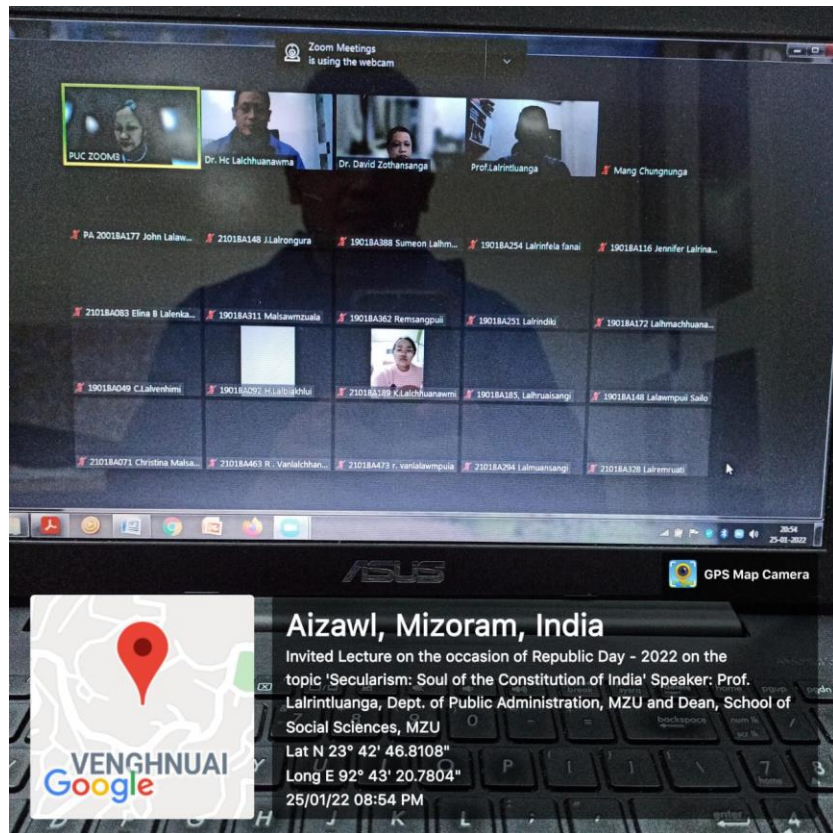 Zoom Meetings
is using the webcam
PUC ZOOM3
Dr. Hc Lalchhuanawma
Dr. David Zothansanga
Prof.Lalrintluanga
Mang Chungnunga
PA 2001BA177 John Lalaw...
2101BA148 J.Lalrongura
1901BA388 Sumeon Lalhm...
1901BA254 Lalrinfela fanai
1901BA116 Jennifer Lalrina...
2101BA083 Elina B Lalenka...
1901BA311 Malsawmzuala
1901BA362 Remsangpuii
1901BA251 Lalrindiki
1901BA172 Lalhmachhuana...
1901BA049 C.Lalvenhimi
1901BA092 H.Lalbiakhlui
2101BA189 K.Lalchhuanawmi
1901BA185, Lalhruaisangi
1901BA148 Lalawmpuii Sailo
2101BA071 Christina Malsa...
2101BA463 R . Vanlalchhan...
2101BA473 r. vanlalawmpuia
2101BA294 Lalmuansangi
2101BA328 Lalremruati
20:54
25-01-2022
ASUS
GPS Map Camera
Aizawl, Mizoram, India
Invited Lecture on the occasion of Republic Day - 2022 on the
topic 'Secularism: Soul of the Constitution of India' Speaker: Prof.
Lalrintluanga, Dept. of Public Administration, MZU and Dean, School of
Social Sciences, MZU
Lat N 23° 42' 46.8108"
Long E 92° 43' 20.7804"
25/01/22 08:54 PM
VENGHNUAI
Google